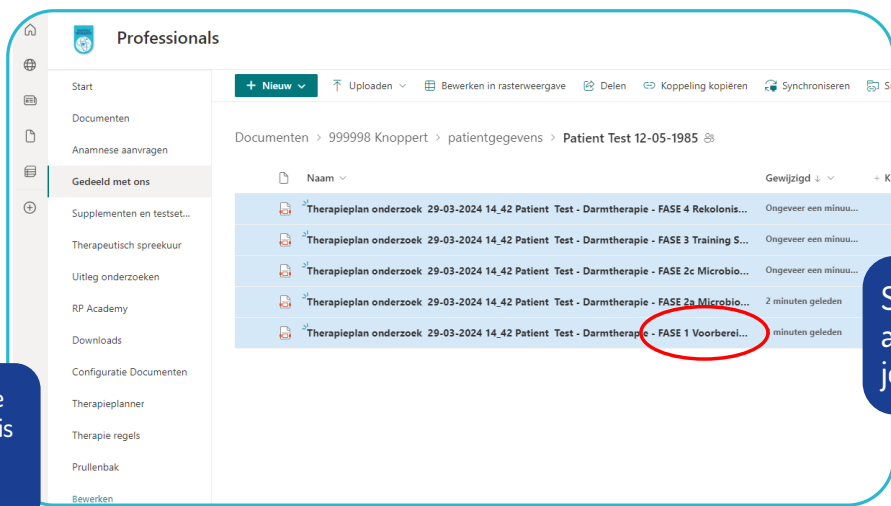 Professionals
Start
Documenten
Anamnese aanvragen
Gedeeld met ons
Supplementen en testset...
Therapeutisch spreekuur
Uitleg onderzoeken
RP Academy
Downloads
Configuratie Documenten
Therapieplanner
Therapie regels
Prullenbak
Bewerken
+ Nieuw
Uploaden
Bewerken in rasterweergave
Delen
Koppeling kopiëren
Synchroniseren
Documenten > 999998 Knoppert > patientgegevens > Patient Test 12-05-1985
Naam Gewijzigd ↓ + K
Therapieplan onderzoek 29-03-2024 14_42 Patient Test - Darmtherapie - FASE 4 Rekolonis... Ongeveer een minuu...
Therapieplan onderzoek 29-03-2024 14_42 Patient Test - Darmtherapie - FASE 3 Training S... Ongeveer een minuu...
Therapieplan onderzoek 29-03-2024 14_42 Patient Test - Darmtherapie - FASE 2c Microbio... Ongeveer een minuu...
Therapieplan onderzoek 29-03-2024 14_42 Patient Test - Darmtherapie - FASE 2a Microbio... 2 minuten geleden
Therapieplan onderzoek 29-03-2024 14_42 Patient Test - Darmtherapie - FASE 1 Voorberei... minuten geleden
is